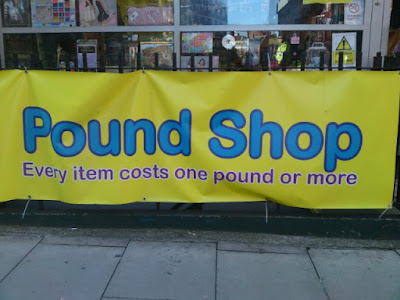 Pound Shop
Every item costs one pound or more